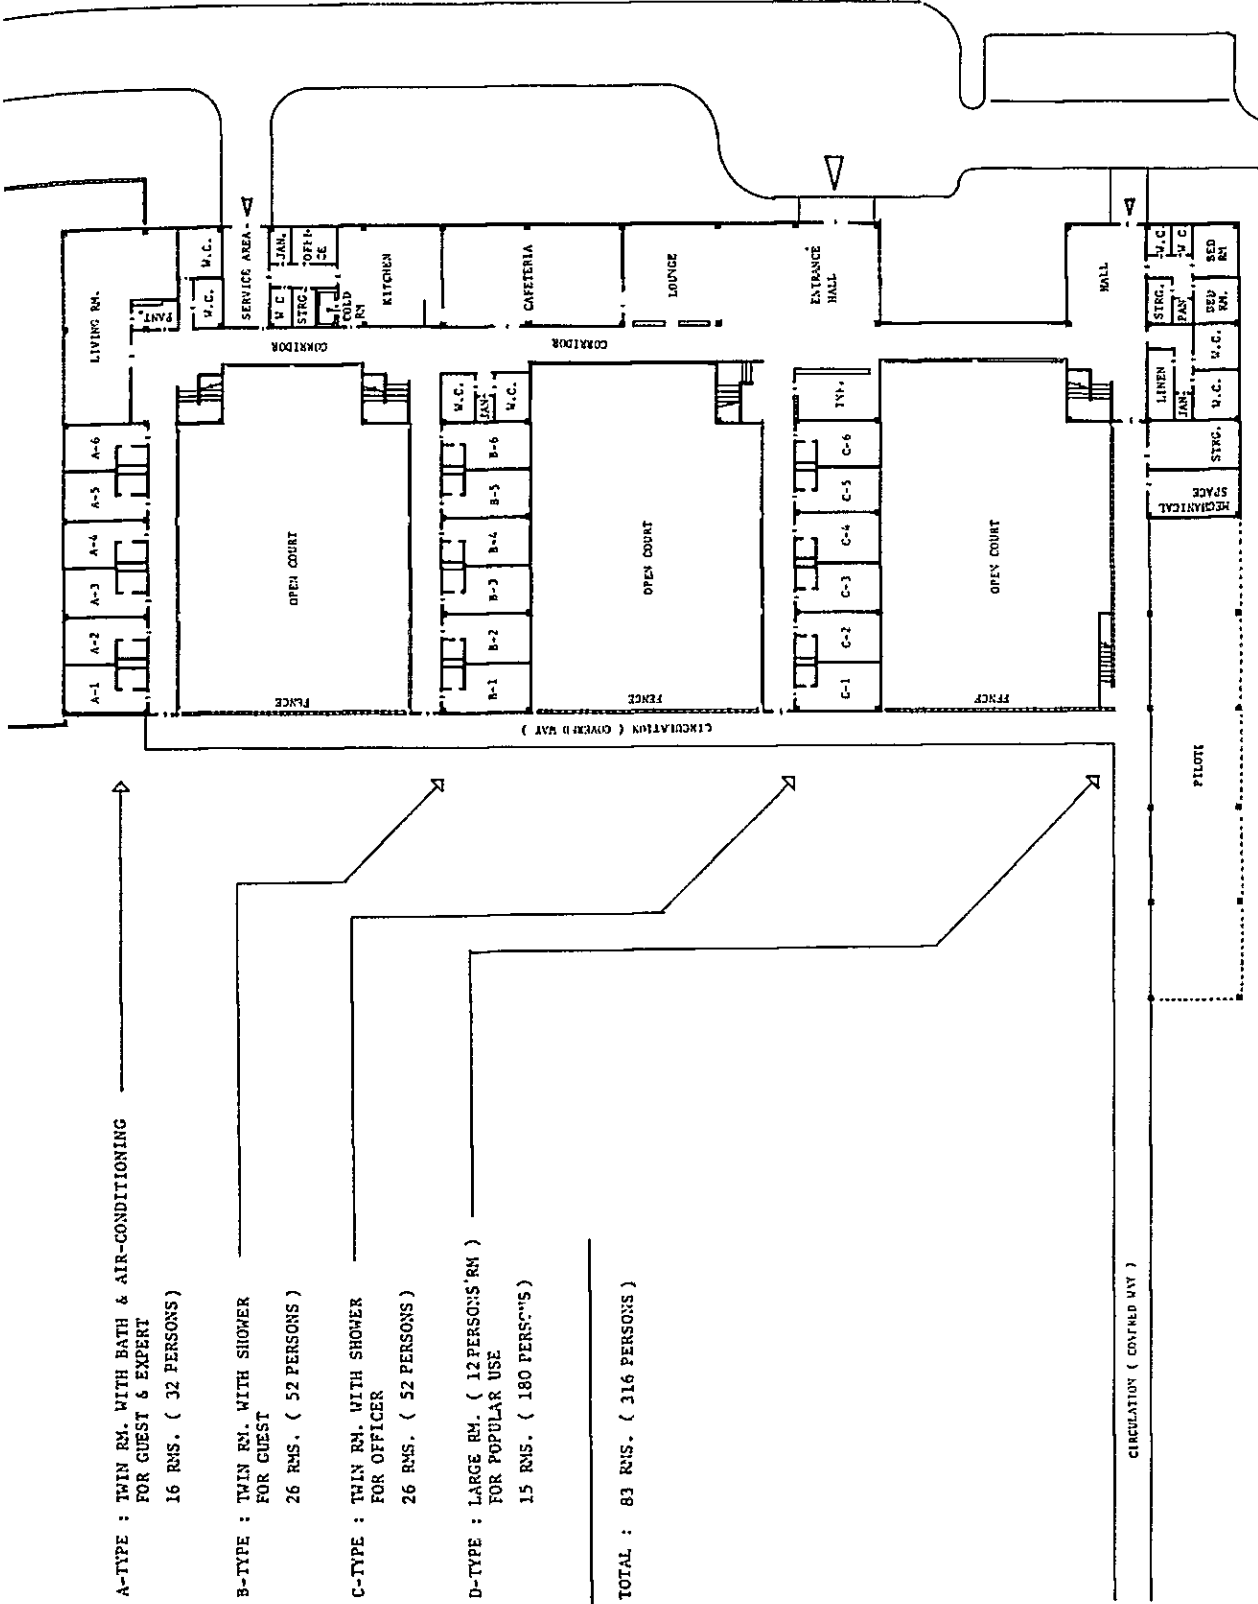 A-TYPE : TWIN RM. WITH BATH & AIR-CONDITIONING
FOR GUEST & EXPERT
16 RMS. ( 32 PERSONS)
B-TYPE : TWIN RM. WITH SHOWER
FOR GUEST
26 RMS. ( 52 PERSONS )
C-TYPE : TWIN RM. WITH SHOWER
FOR OFFICER
26 RMS. ( 52 PERSONS )
D-TYPE : LARGE RM. ( 12 PERSONS'RM )
FOR POPULAR USE
15 RMS. ( 180 PERSONS )
TOTAL : 83 RMS. ( 316 PERSONS )
A-1
A-2
A-3
A-4
A-5
A-6
LIVING RM.
PANT.
W.C.
W.C.
SERVICE AREA
CORRIDOR
W C
STRG.
JAN.
OFFICE
COLD
RM
KITCHEN
FENCE
OPEN COURT
B-1
B-2
B-3
B-4
B-5
B-6
W.C.
JAN.
W.C.
CORRIDOR
CAFETERIA
LOUNGE
FENCE
OPEN COURT
C-1
C-2
C-3
C-4
C-5
C-6
ENTRANCE
HALL
FENCE
OPEN COURT
HALL
CIRCULATION ( COVERED WAY )
CIRCULATION ( COVERED WAY )
PILOTI
MECHANICAL
SPACE
STRG.
LINEN
JAN.
W.C.
W.C.
STRG.
PAN
W.C.
W C
BED
RM.
BED
RM